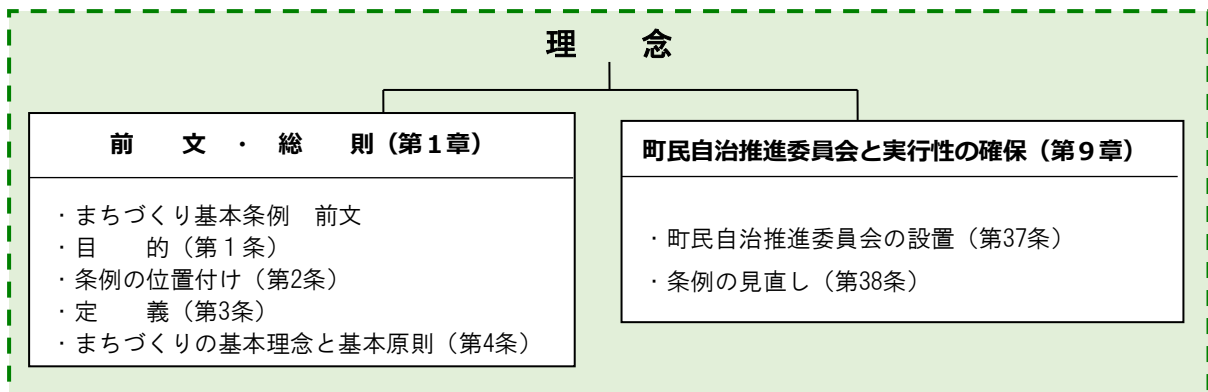 理　　念
前　　文　・　総　　則（第１章）
・まちづくり基本条例　前文
・目　　的（第１条）
・条例の位置付け（第2条）
・定　　義（第3条）
・まちづくりの基本理念と基本原則（第4条）
町民自治推進委員会と実行性の確保（第９章）
・町民自治推進委員会の設置（第37条）
・条例の見直し（第38条）